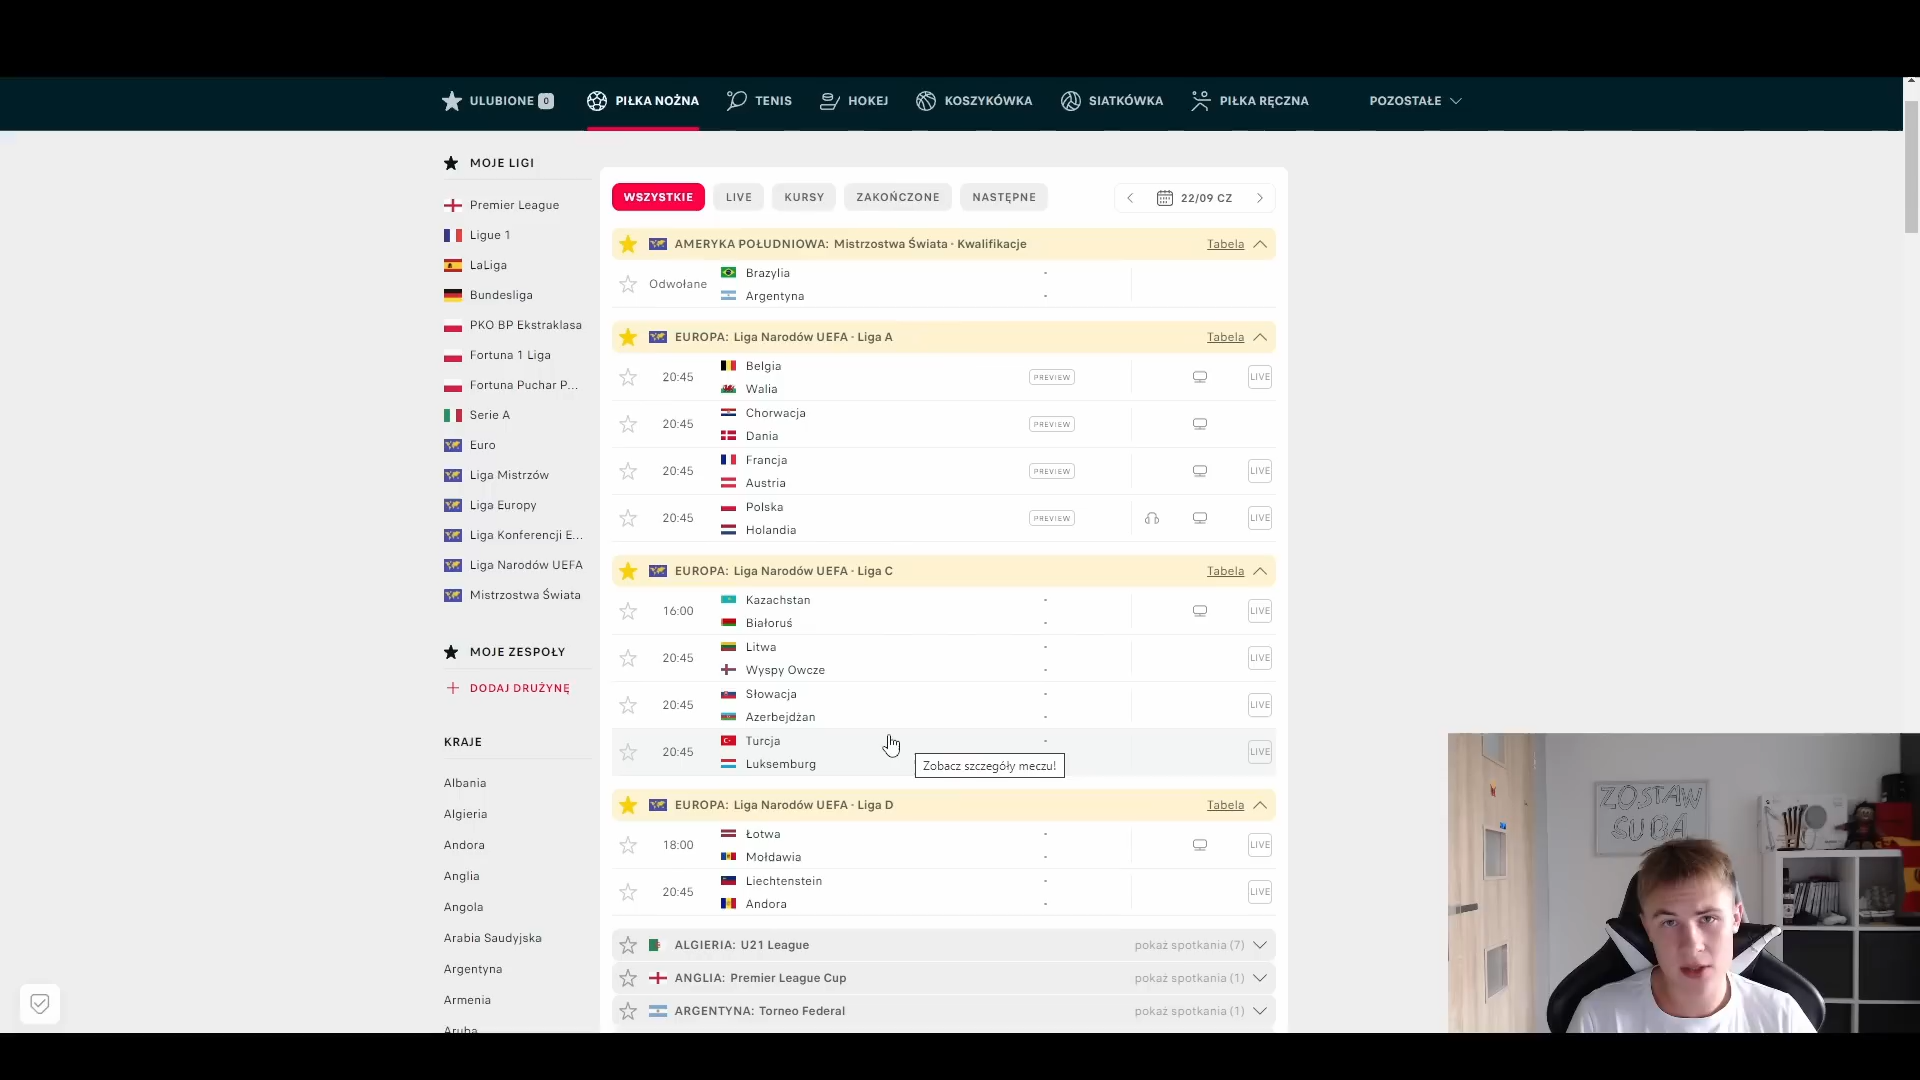 ULUBIONE 0
PIŁKA NOŻNA
TENIS
HOKEJ
KOSZYKÓWKA
SIATKÓWKA
PIŁKA RĘCZNA
POZOSTAŁE
MOJE LIGI
Premier League
Ligue 1
LaLiga
Bundesliga
PKO BP Ekstraklasa
Fortuna 1 Liga
Fortuna Puchar P...
Serie A
Euro
Liga Mistrzów
Liga Europy
Liga Konferencji E...
Liga Narodów UEFA
Mistrzostwa Świata
MOJE ZESPOŁY
DODAJ DRUŻYNĘ
KRAJE
Albania
Algieria
Andora
Anglia
Angola
Arabia Saudyjska
Argentyna
Armenia
Aruba
WSZYSTKIE
LIVE
KURSY
ZAKOŃCZONE
NASTĘPNE
22/09 CZ
AMERYKA POŁUDNIOWA: Mistrzostwa Świata - Kwalifikacje
Tabela
Odwołane
Brazylia -
Argentyna -
EUROPA: Liga Narodów UEFA - Liga A
Tabela
20:45
Belgia
Walia
PREVIEW
LIVE
20:45
Chorwacja
Dania
PREVIEW
20:45
Francja
Austria
PREVIEW
LIVE
20:45
Polska
Holandia
PREVIEW
LIVE
EUROPA: Liga Narodów UEFA - Liga C
Tabela
16:00
Kazachstan -
Białoruś -
LIVE
20:45
Litwa -
Wyspy Owcze -
LIVE
20:45
Słowacja -
Azerbejdżan -
LIVE
20:45
Turcja -
Luksemburg
LIVE
Zobacz szczegóły meczu!
EUROPA: Liga Narodów UEFA - Liga D
Tabela
18:00
Łotwa -
Mołdawia -
LIVE
20:45
Liechtenstein -
Andora -
LIVE
ALGIERIA: U21 League
pokaż spotkania (7)
ANGLIA: Premier League Cup
pokaż spotkania (1)
ARGENTYNA: Torneo Federal
pokaż spotkania (1)
ZOSTAW
SUBA